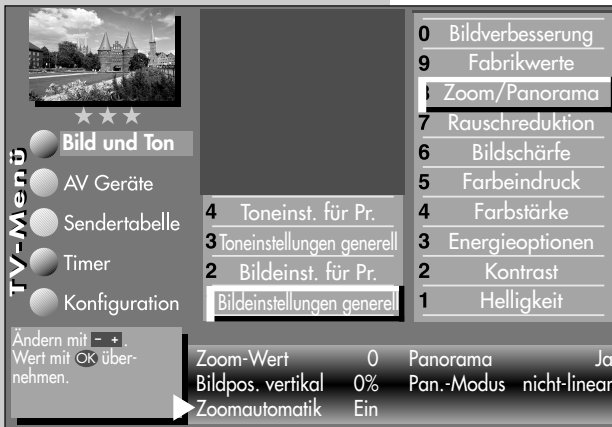 TV-Menü
Bild und Ton
AV Geräte
Sendertabelle
Timer
Konfiguration
4 Toneinst. für Pr.
3 Toneinstellungen generell
2 Bildeinst. für Pr.
Bildeinstellungen generell
0 Bildverbesserung
9 Fabrikwerte
8 Zoom/Panorama
7 Rauschreduktion
6 Bildschärfe
5 Farbeindruck
4 Farbstärke
3 Energieoptionen
2 Kontrast
1 Helligkeit
Ändern mit - + .
Wert mit OK über-
nehmen.
Zoom-Wert 0 Panorama Ja
Bildpos. vertikal 0% Pan.-Modus nicht-linear
Zoomautomatik Ein